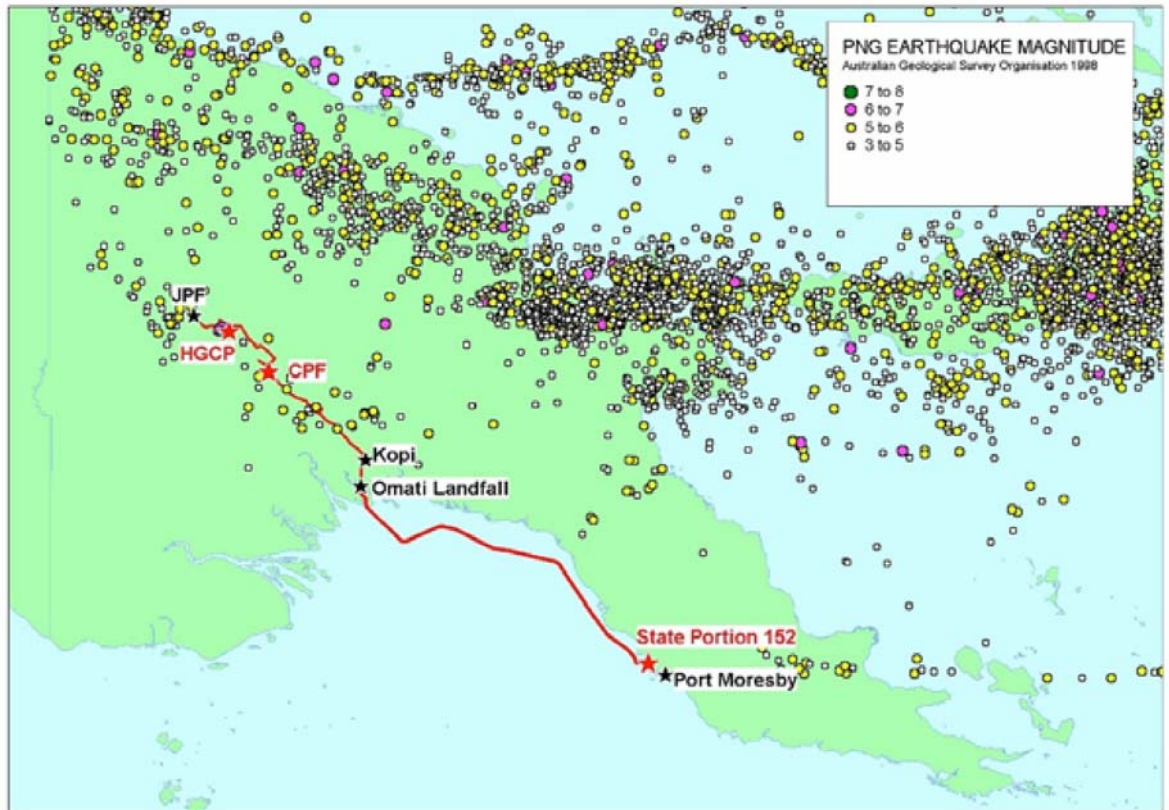 PNG EARTHQUAKE MAGNITUDE
Australian Geological Survey Organisation 1998
7 to 8
6 to 7
5 to 6
3 to 5
JPF
HGCP
CPF
Kopi
Omati Landfall
State Portion 152
Port Moresby